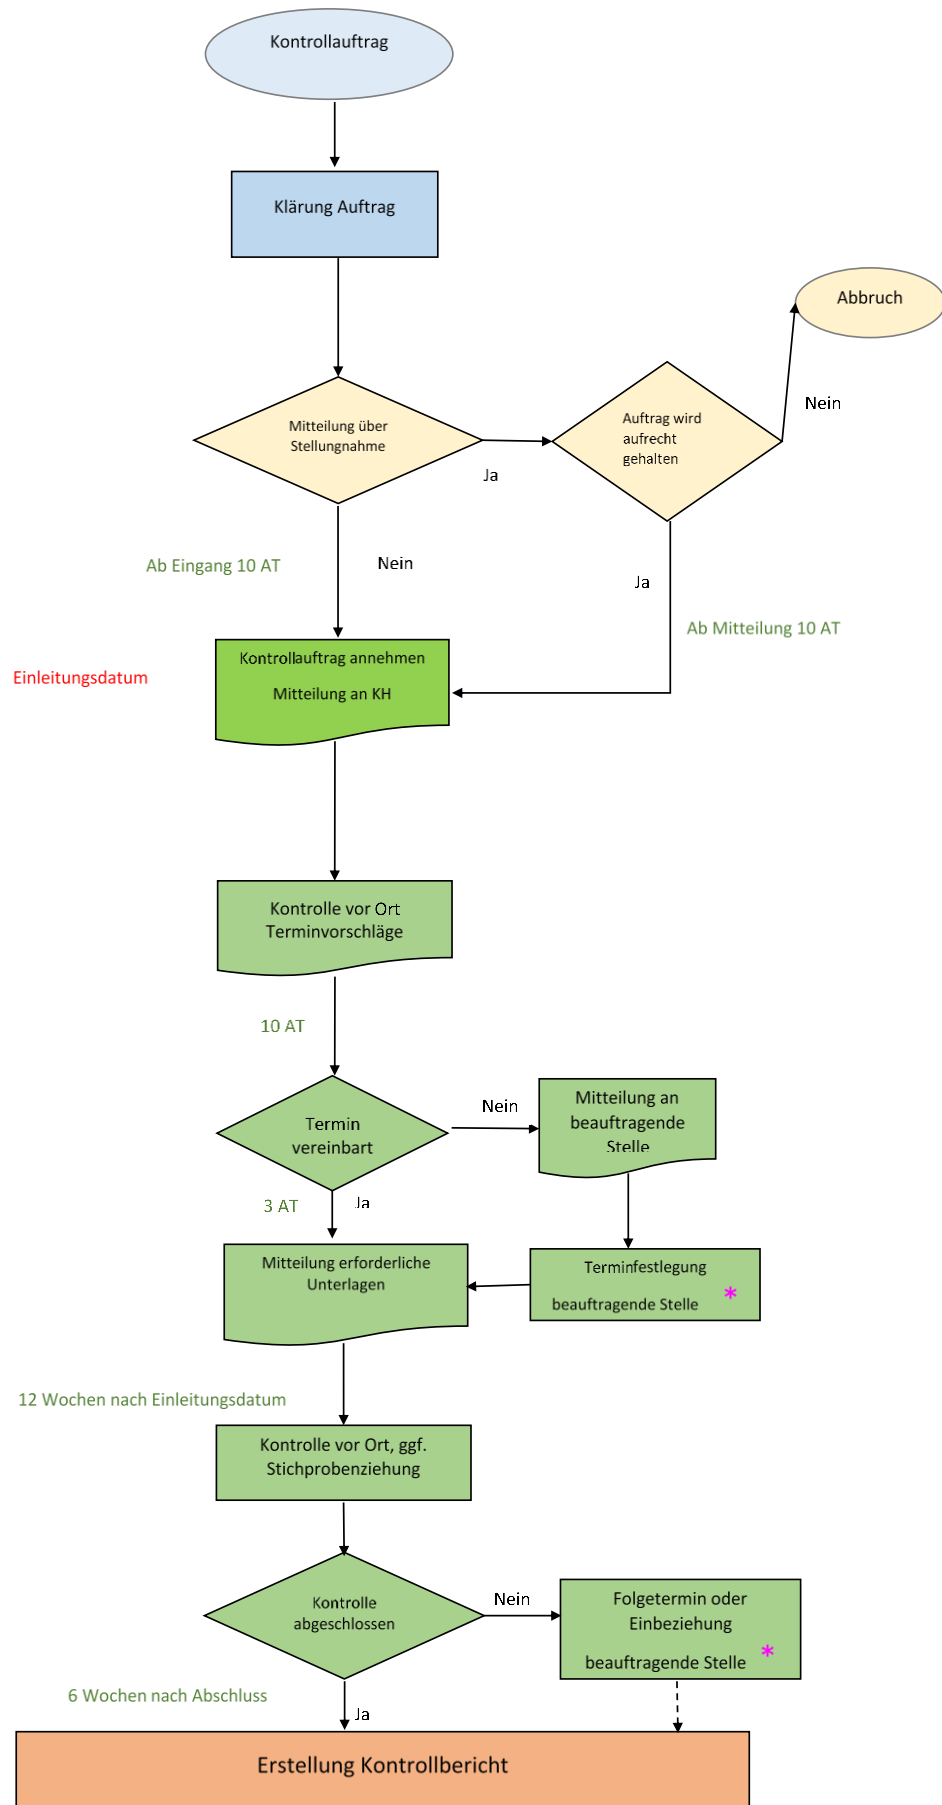 Kontrollauftrag
Klärung Auftrag
Abbruch
Nein
Mitteilung über
Stellungnahme
Ja
Auftrag wird
aufrecht
gehalten
Ab Eingang 10 AT
Nein
Ja
Ab Mitteilung 10 AT
Einleitungsdatum
Kontrollauftrag annehmen
Mitteilung an KH
Kontrolle vor Ort
Terminvorschläge
10 AT
Termin
vereinbart
Nein
Mitteilung an
beauftragende
Stelle
3 AT
Ja
Mitteilung erforderliche
Unterlagen
Terminfestlegung
beauftragende Stelle *
12 Wochen nach Einleitungsdatum
Kontrolle vor Ort, ggf.
Stichprobenziehung
Kontrolle
abgeschlossen
Nein
Folgetermin oder
Einbeziehung
beauftragende Stelle *
6 Wochen nach Abschluss
Ja
Erstellung Kontrollbericht